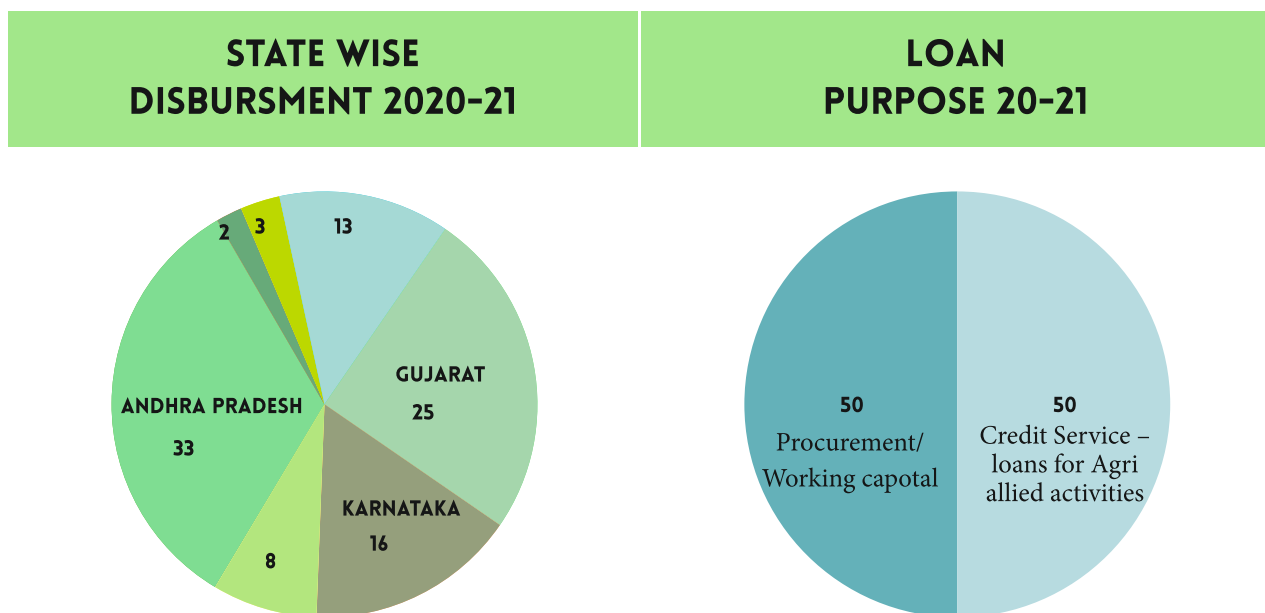 STATE WISE
DISBURSMENT 2020-21
LOAN
PURPOSE 20-21
2
3
13
GUJARAT
25
ANDHRA PRADESH
33
KARNATAKA
16
8
50
Procurement/
Working capotal
50
Credit Service –
loans for Agri
allied activities